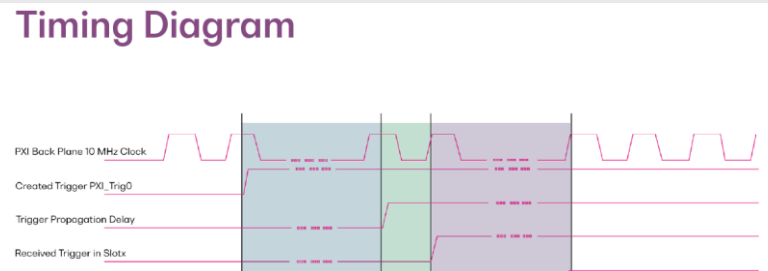 Timing Diagram
PXI Back Plane 10 MHz Clock
Created Trigger PXI_Trig0
Trigger Propagation Delay
Received Trigger in Slotx